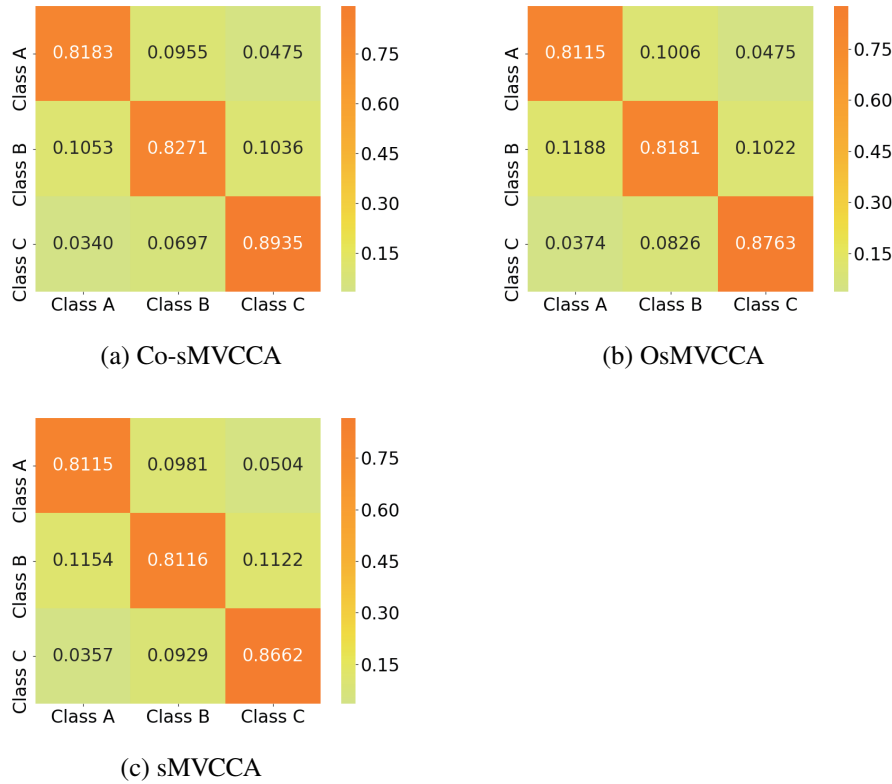 Class A 0.8183 0.0955 0.0475 0.75
0.60
Class B 0.1053 0.8271 0.1036 0.45
0.30
Class C 0.0340 0.0697 0.8935 0.15
Class A Class B Class C
(a) Co-sMVCCA
Class A 0.8115 0.1006 0.0475 0.75
0.60
Class B 0.1188 0.8181 0.1022 0.45
0.30
Class C 0.0374 0.0826 0.8763 0.15
Class A Class B Class C
(b) OsMVCCA
Class A 0.8115 0.0981 0.0504 0.75
0.60
Class B 0.1154 0.8116 0.1122 0.45
0.30
Class C 0.0357 0.0929 0.8662 0.15
Class A Class B Class C
(c) sMVCCA